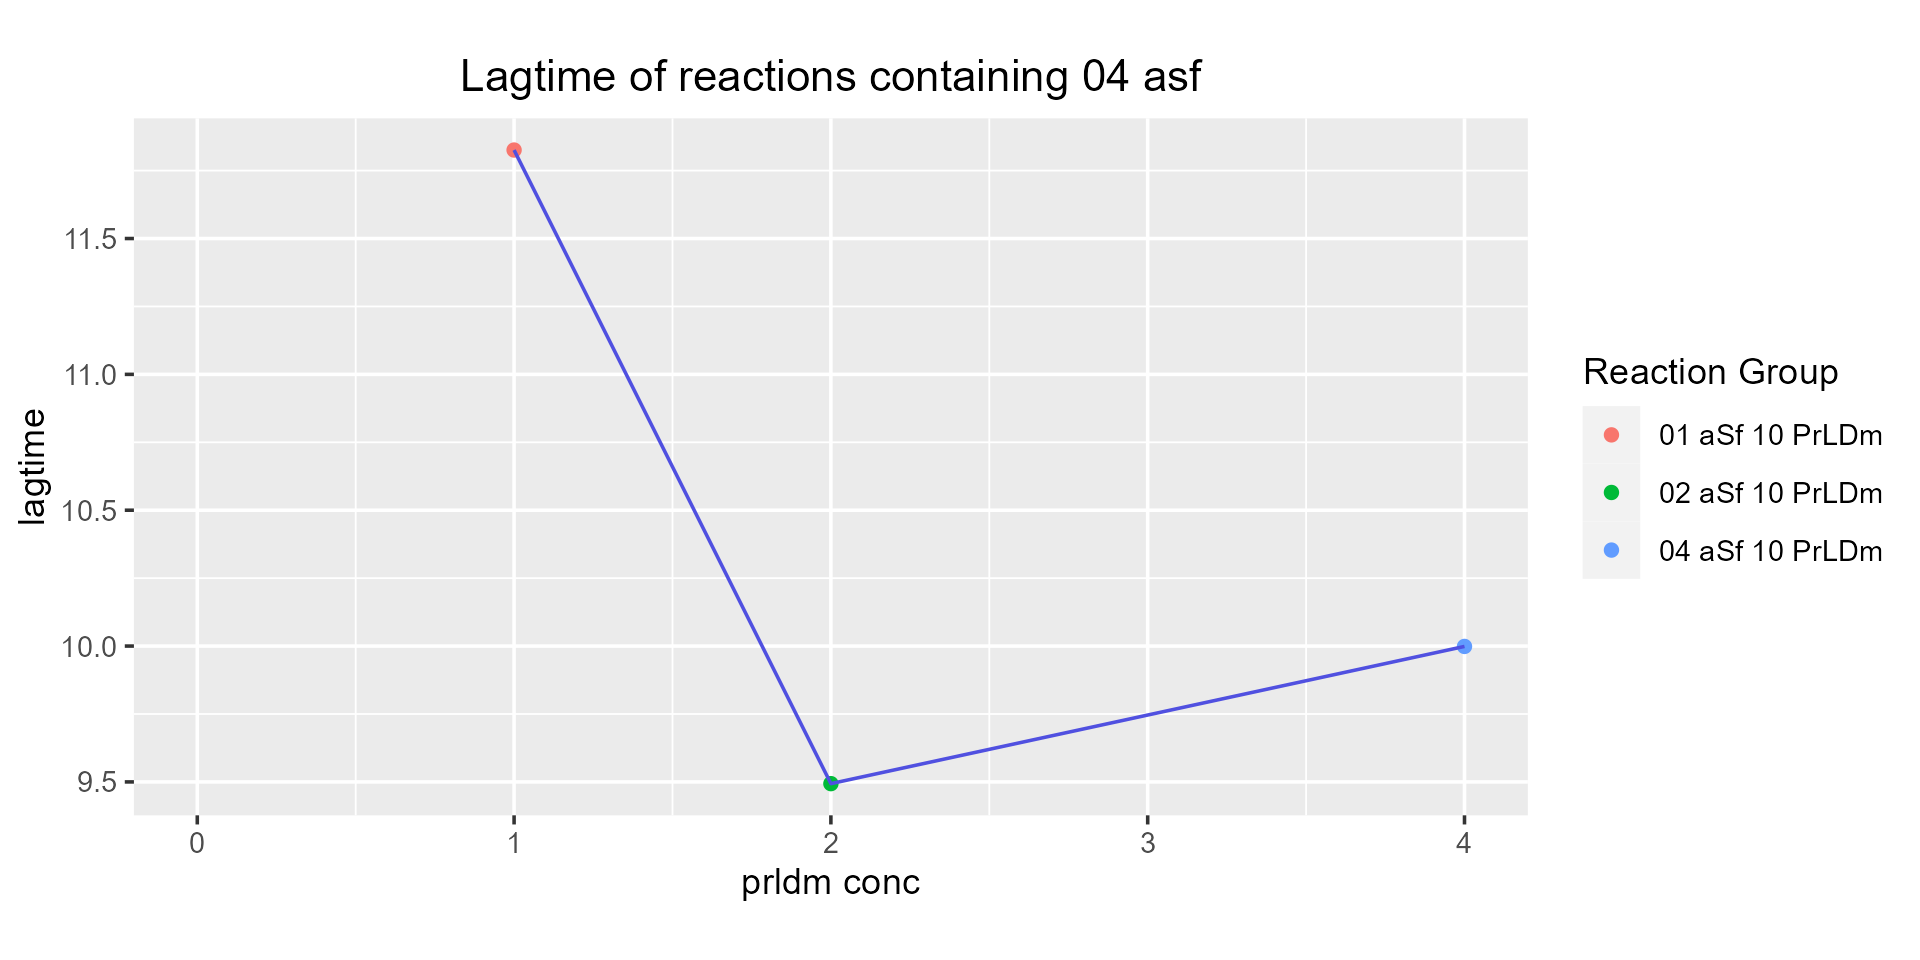 Lagtime of reactions containing 04 asf
lagtime
11.5
11.0
10.5
10.0
9.5
0 1 2 3 4
prldm conc
Reaction Group
01 aSf 10 PrLDm
02 aSf 10 PrLDm
04 aSf 10 PrLDm